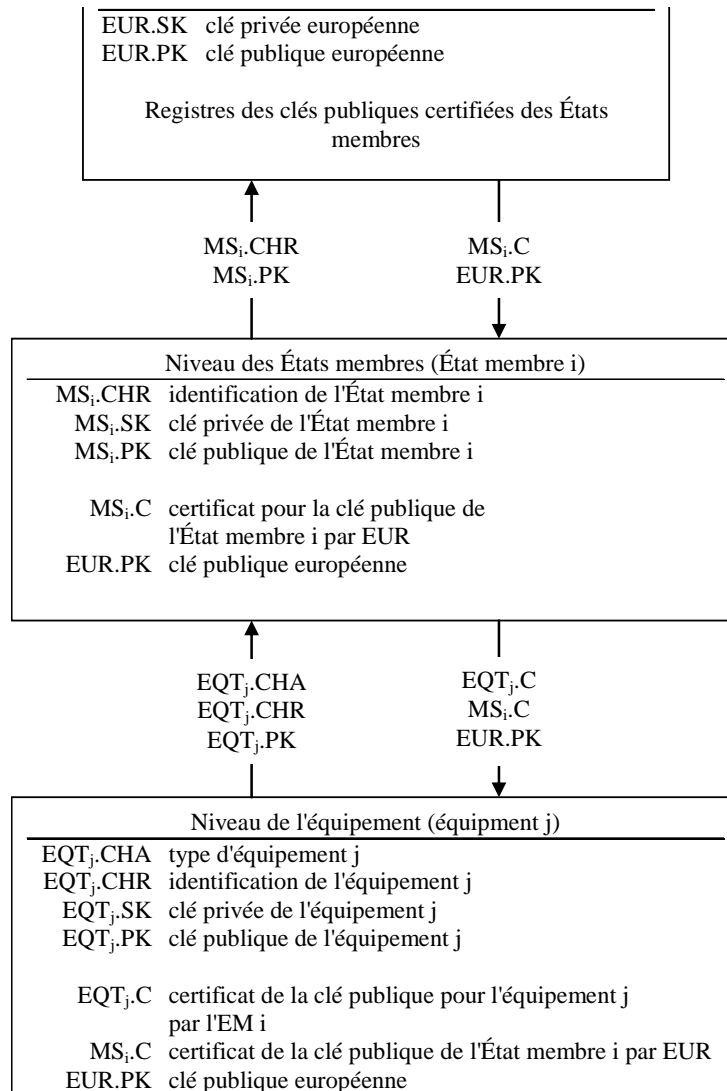 EUR.SK clé privée européenne
EUR.PK clé publique européenne
Registres des clés publiques certifiées des États
membres
MSi.CHR
MSi.PK
MSi.C
EUR.PK
Niveau des États membres (État membre i)
MSi.CHR identification de l'État membre i
MSi.SK clé privée de l'État membre i
MSi.PK clé publique de l'État membre i
MSi.C certificat pour la clé publique de
l'État membre i par EUR
EUR.PK clé publique européenne
EQTj.CHA
EQTj.CHR
EQTj.PK
EQTj.C
MSi.C
EUR.PK
Niveau de l'équipement (équipment j)
EQTj.CHA type d'équipement j
EQTj.CHR identification de l'équipement j
EQTj.SK clé privée de l'équipement j
EQTj.PK clé publique de l'équipement j
EQTj.C certificat de la clé publique pour l'équipement j
par l'EM i
MSi.C certificat de la clé publique de l'État membre i par EUR
EUR.PK clé publique européenne